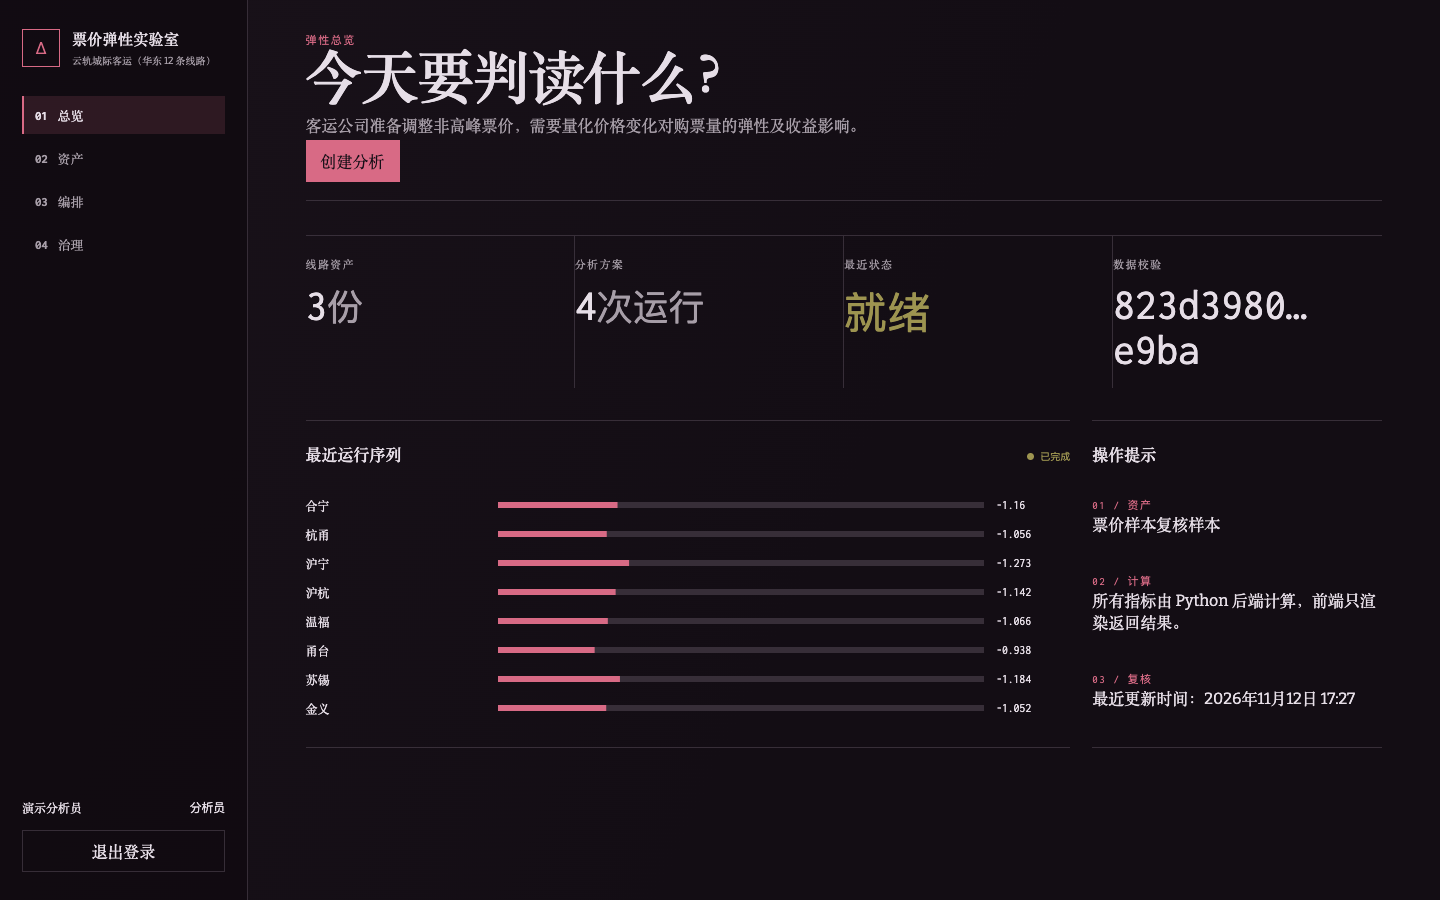 Δ
票价弹性实验室
云轨城际客运（华东 12 条线路）
01 总览
02 资产
03 编排
04 治理
演示分析员 分析员
退出登录
弹性总览
今天要判读什么?
客运公司准备调整非高峰票价，需要量化价格变化对购票量的弹性及收益影响。
创建分析
线路资产
3份
分析方案
4次运行
最近状态
就绪
数据校验
823d3980…
e9ba
最近运行序列 已完成
合宁 -1.16
杭甬 -1.056
沪宁 -1.273
沪杭 -1.142
温福 -1.066
甬台 -0.938
苏锡 -1.184
金义 -1.052
操作提示
01 / 资产
票价样本复核样本
02 / 计算
所有指标由 Python 后端计算，前端只渲
染返回结果。
03 / 复核
最近更新时间：2026年11月12日 17:27